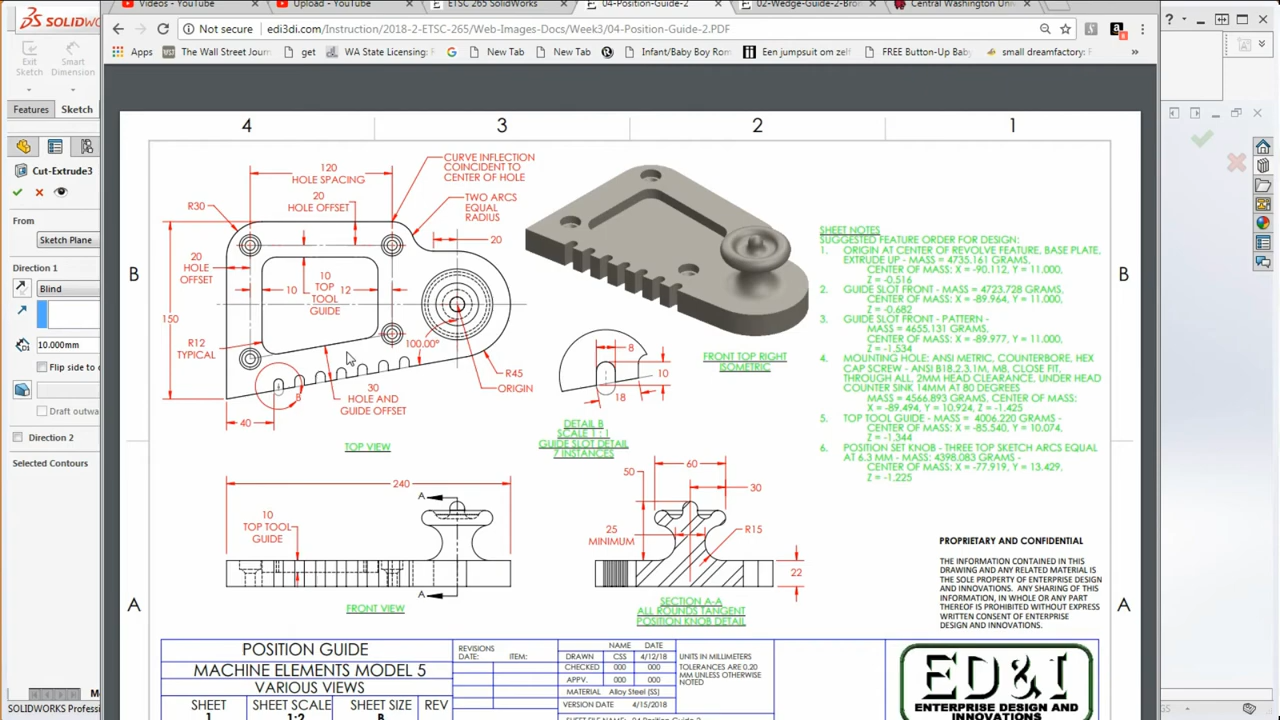 SOLIDWO
Exit
Sketch
Smart
Dimension
Features
Sketch
Cut-Extrude3
From
Sketch Plane
Direction 1
Blind
10.000mm
Flip side
Draft outwa
Direction 2
Selected Contours
SOLIDWORKS Profess
Videos - YouTube
Upload - YouTube
ETSC 265 SolidWorks
04-Position-Guide-2
02-Wedge-Guide-2-Bron
Central Washington Uni
Not secure
edi3di.com/Instruction/2018-2-ETSC-265/Web-Images-Docs/Week3/04-Position-Guide-2.PDF
Apps
The Wall Street Jour
get
WA State Licensing:
New Tab
New Tab
Infant/Baby Boy Rom
Een jumpsuit om zelf
FREE Button-Up Baby
small dreamfactory |
4
3
2
1
B
B
A
A
120
HOLE SPACING
20
HOLE OFFSET
R30
CURVE INFLECTION
COINCIDENT TO
CENTER OF HOLE
TWO ARCS
EQUAL
RADIUS
20
20
HOLE
OFFSET
10
10
TOP
TOOL
GUIDE
12
150
R12
TYPICAL
100.00°
R45
ORIGIN
30
HOLE AND
GUIDE OFFSET
B
40
TOP VIEW
8
10
18
DETAIL B
SCALE 1 : 1
GUIDE SLOT DETAIL
7 INSTANCES
FRONT TOP RIGHT
ISOMETRIC
SHEET NOTES
SUGGESTED FEATURE ORDER FOR DESIGN:
1. ORIGIN AT CENTER OF REVOLVE FEATURE, BASE PLATE,
EXTRUDE UP - MASS = 4735.161 GRAMS,
CENTER OF MASS: X = -90.112, Y = 11.000,
Z = -0.516
2. GUIDE SLOT FRONT - MASS = 4723.728 GRAMS,
CENTER OF MASS: X = -89.964, Y = 11.000,
Z = -0.682
3. GUIDE SLOT FRONT - PATTERN -
MASS = 4655.131 GRAMS,
CENTER OF MASS: X = -89.977, Y = 11.000,
Z = -1.534
4. MOUNTING HOLE: ANSI METRIC, COUNTERBORE, HEX
CAP SCREW - ANSI B18.2.3.1M, M8, CLOSE FIT,
THROUGH ALL, 2MM HEAD CLEARANCE, UNDER HEAD
COUNTER SINK 14MM AT 80 DEGREES
MASS = 4566.893 GRAMS, CENTER OF MASS:
X = -89.494, Y = 10.924, Z = -1.425
5. TOP TOOL GUIDE - MASS = 4006.220 GRAMS -
CENTER OF MASS: X = -85.540, Y = 10.074,
Z = -1.344
6. POSITION SET KNOB - THREE TOP SKETCH ARCS EQUAL
AT 6.3 MM - MASS: 4398.083 GRAMS -
CENTER OF MASS: X = -77.919, Y = 13.429,
Z = -1.225
240
A
A
10
TOP TOOL
GUIDE
FRONT VIEW
60
50
30
25
MINIMUM
R15
22
SECTION A-A
ALL ROUNDS TANGENT
POSITION KNOB DETAIL
PROPRIETARY AND CONFIDENTIAL
THE INFORMATION CONTAINED IN THIS
DRAWING AND ANY RELATED MATERIAL IS
THE SOLE PROPERTY OF ENTERPRISE DESIGN
AND INNOVATIONS. ANY SHARING OF THIS
INFORMATION, IN WHOLE OR ANY PART
THEREOF IS PROHIBITED WITHOUT EXPRESS
WRITTEN CONSENT OF ENTERPRISE
DESIGN AND INNOVATIONS.
POSITION GUIDE
MACHINE ELEMENTS MODEL 5
VARIOUS VIEWS
SHEET
SHEET SCALE
SHEET SIZE
REV
1
1:2
REVISIONS
DATE:
ITEM:
NAME
DATE
DRAWN
CSS
4/12/18
CHECKED
000
000
APPV.
000
000
MATERIAL
Alloy Steel (SS)
VERSION DATE
4/15/2018
UNITS IN MILLIMETERS
TOLERANCES ARE 0.20
MM UNLESS OTHERWISE
NOTED
SHEET FILE NAME: 04-Position-Guide-2
ED&I
ENTERPRISE DESIGN
AND
INNOVATIONS